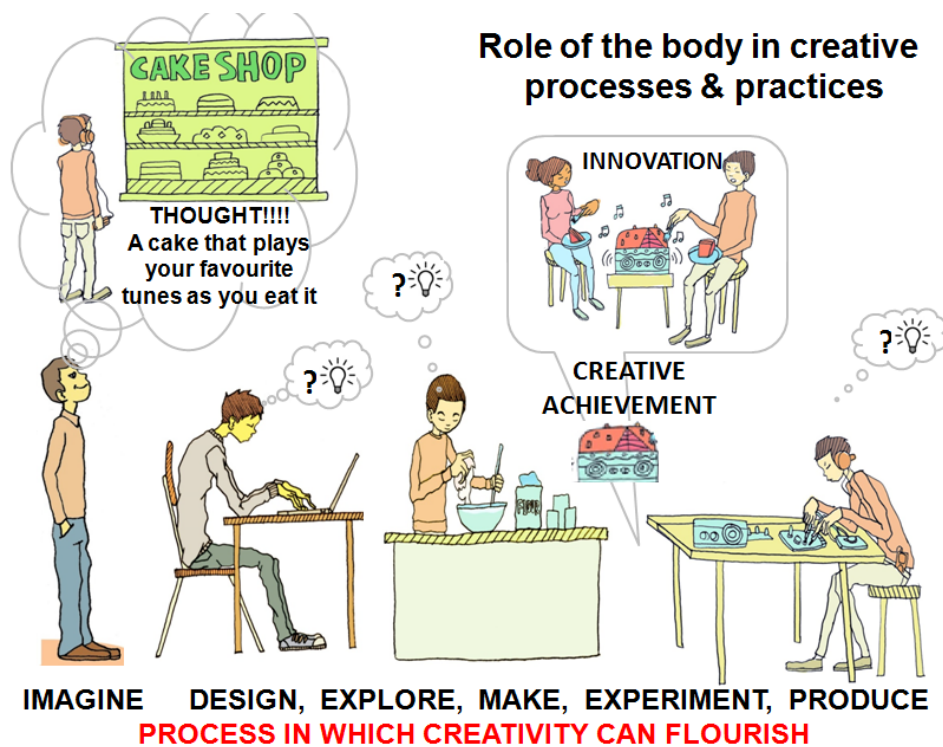 Role of the body in creative
processes & practices
CAKE SHOP
THOUGHT!!!!
A cake that plays
your favourite
tunes as you eat it
INNOVATION
?
?
?
CREATIVE
ACHIEVEMENT
FLOUR
IMAGINE DESIGN, EXPLORE, MAKE, EXPERIMENT, PRODUCE
PROCESS IN WHICH CREATIVITY CAN FLOURISH